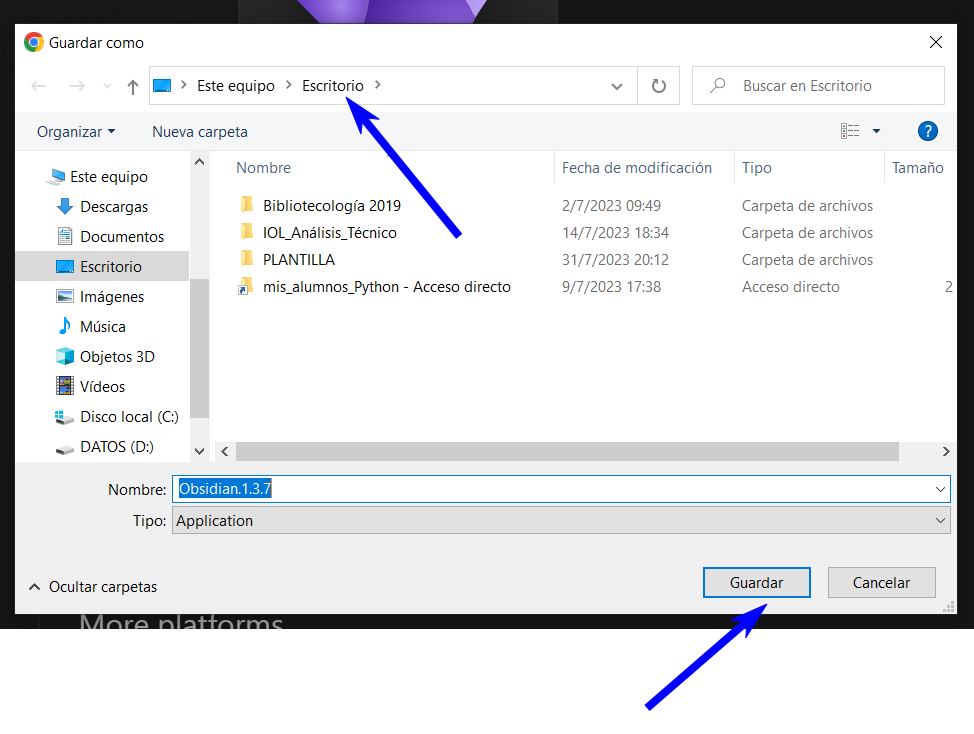 Guardar como
Este equipo Escritorio
Buscar en Escritorio
Organizar Nueva carpeta
?
Nombre Fecha de modificación Tipo Tamaño
Este equipo
Descargas
Documentos
Escritorio
Imágenes
Música
Objetos 3D
Vídeos
Disco local (C:)
DATOS (D:)
Bibliotecología 2019 2/7/2023 09:49 Carpeta de archivos
IOL_Análisis_Técnico 14/7/2023 18:34 Carpeta de archivos
PLANTILLA 31/7/2023 20:12 Carpeta de archivos
mis_alumnos_Python - Acceso directo 9/7/2023 17:38 Acceso directo 2
Nombre: Obsidian.1.3.7
Tipo: Application
Ocultar carpetas
Guardar Cancelar
More platforms